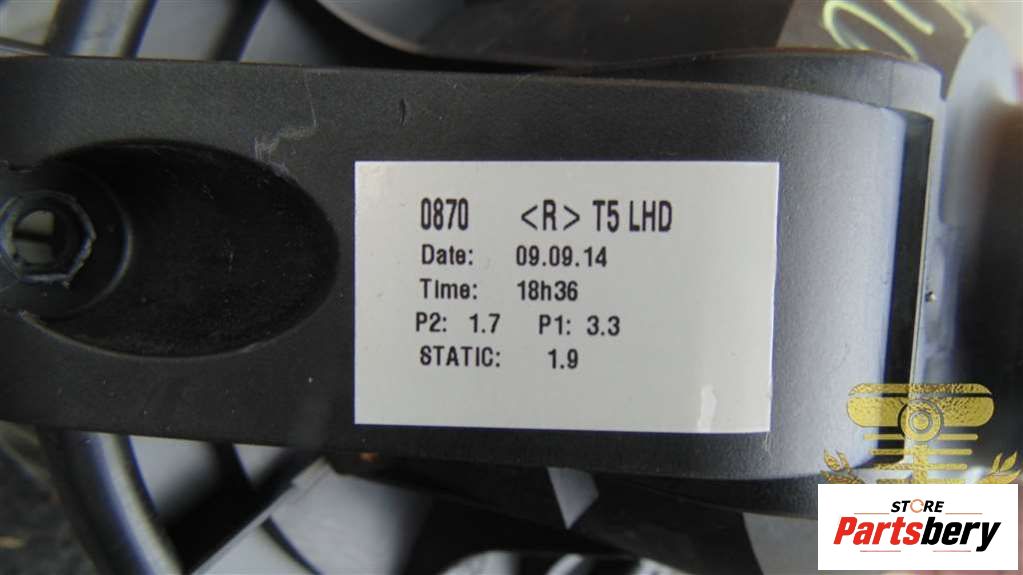 0870 <R> T5 LHD
Date: 09.09.14
Time: 18h36
P2: 1.7 P1: 3.3
STATIC: 1.9
STORE
Partsbery